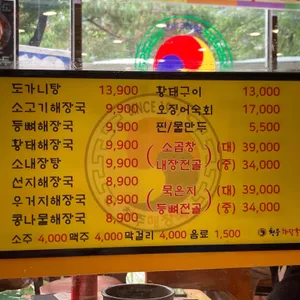 도가니탕 13,900 황태구이 13,000
소고기해장국 9,900 오징어숙회 17,000
등뼈해장국 9,900 찐/물만두 5,500
황태해장국 9,900 (소곱창 (대) 39,000
소내장탕 9,900 내장전골) (중) 34,000
선지해장국 8,900
우거지해장국 8,900 (묵은지 (대) 39,000
콩나물해장국 8,900 등뼈전골) (중) 34,000
소주 4,000 맥주 4,000 막걸리 4,000 음료 1,500
SINCE